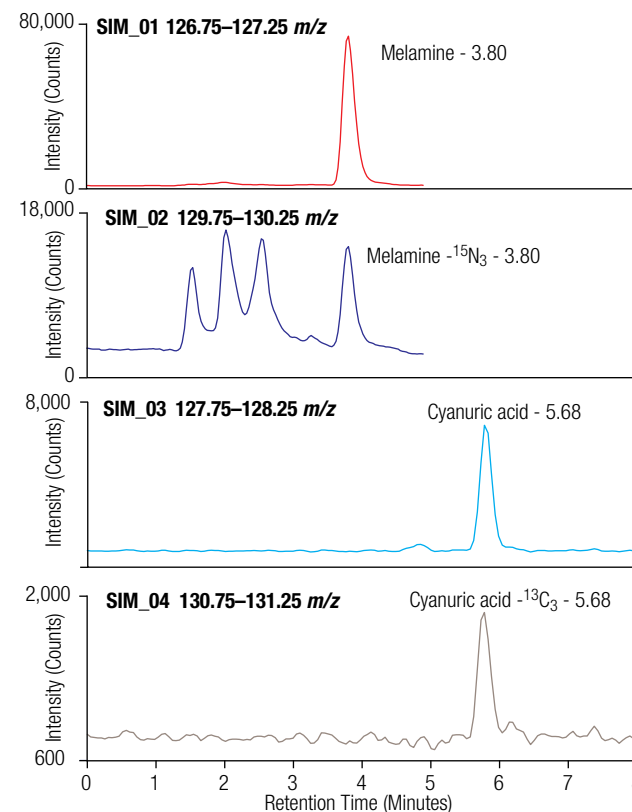 80,000
SIM_01 126.75–127.25 m/z
Melamine - 3.80
Intensity (Counts)
0
18,000
SIM_02 129.75–130.25 m/z
Melamine -¹⁵N₃ - 3.80
Intensity (Counts)
0
8,000
SIM_03 127.75–128.25 m/z
Cyanuric acid - 5.68
Intensity (Counts)
2,000
SIM_04 130.75–131.25 m/z
Cyanuric acid -¹³C₃ - 5.68
Intensity (Counts)
600
0 1 2 3 4 5 6 7
Retention Time (Minutes)